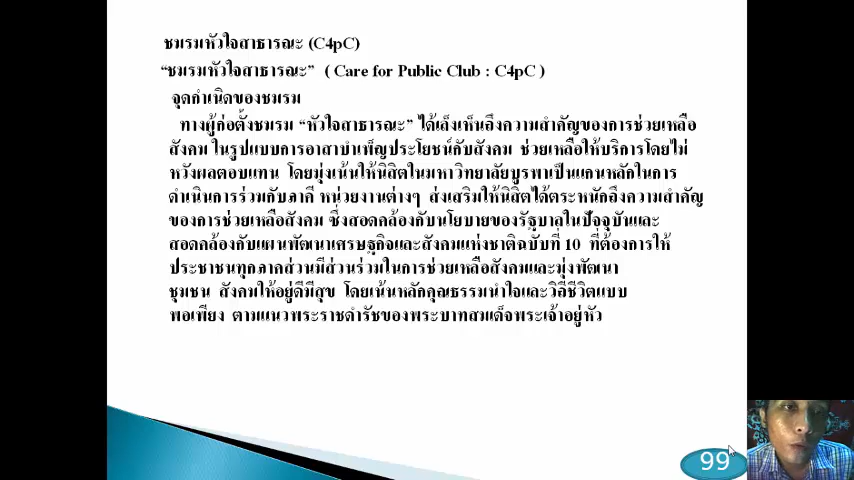 ชมรมหัวใจสาธารณะ (C4pC)
“ชมรมหัวใจสาธารณะ” ( Care for Public Club : C4pC )
จุดกำเนิดของชมรม
ทางผู้ก่อตั้งชมรม “หัวใจสาธารณะ” ได้เล็งเห็นถึงความสำคัญของการช่วยเหลือ
สังคม ในรูปแบบการอาสาบำเพ็ญประโยชน์กับสังคม ช่วยเหลือให้บริการโดยไม่
หวังผลตอบแทน โดยมุ่งเน้นให้นิสิตในมหาวิทยาลัยบูรพาเป็นแกนหลักในการ
ดำเนินการร่วมกับภาคี หน่วยงานต่างๆ ส่งเสริมให้นิสิตได้ตระหนักถึงความสำคัญ
ของการช่วยเหลือสังคม ซึ่งสอดคล้องกับนโยบายของรัฐบาลในปัจจุบันและ
สอดคล้องกับแผนพัฒนาเศรษฐกิจและสังคมแห่งชาติฉบับที่ 10 ที่ต้องการให้
ประชาชนทุกภาคส่วนมีส่วนร่วมในการช่วยเหลือสังคมและมุ่งพัฒนา
ชุมชน สังคมให้อยู่ดีมีสุข โดยเน้นหลักคุณธรรมนำใจและวิถีชีวิตแบบ
พอเพียง ตามแนวพระราชดำรัชของพระบาทสมเด็จพระเจ้าอยู่หัว
99